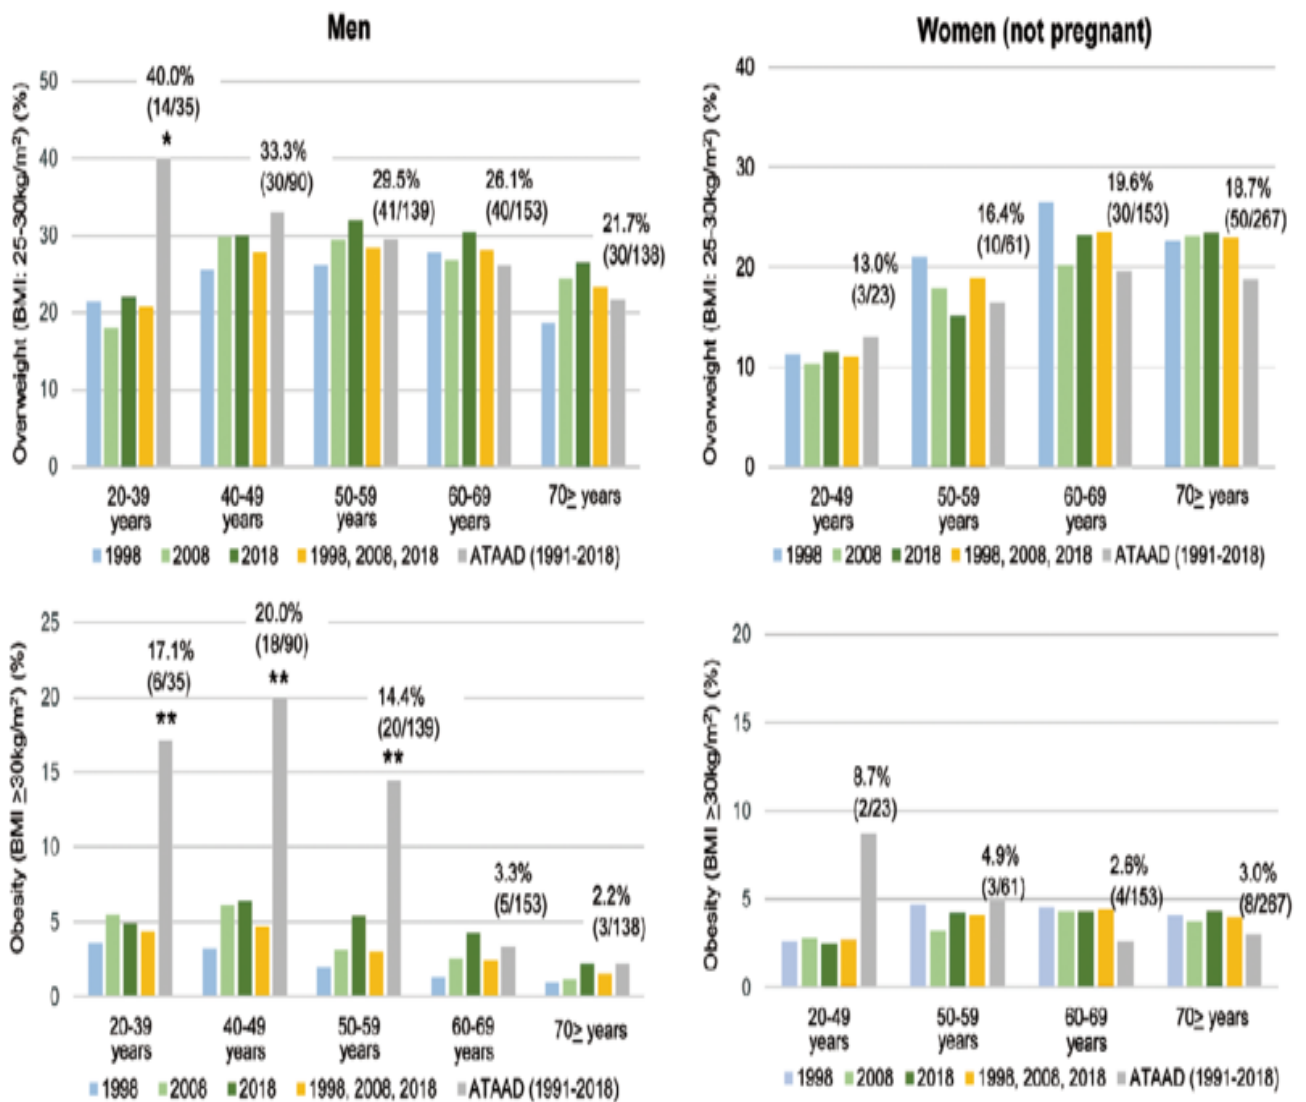 Men
Overweight (BMI: 25-30kg/m²) (%)
50
40
30
20
10
0
40.0%
(14/35)
*
33.3%
(30/90)
29.5%
(41/139)
26.1%
(40/153)
21.7%
(30/138)
20-39
years
40-49
years
50-59
years
60-69
years
70≥ years
1998 2008 2018 1998, 2008, 2018 ATAAD (1991-2018)
Women (not pregnant)
Overweight (BMI: 25-30kg/m²) (%)
40
30
20
10
0
13.0%
(3/23)
16.4%
(10/61)
19.6%
(30/153)
18.7%
(50/267)
20-49
years
50-59
years
60-69
years
70≥ years
1998 2008 2018 1998, 2008, 2018 ATAAD (1991-2018)
Obesity (BMI ≥30kg/m²) (%)
25
20
15
10
5
0
17.1%
(6/35)
**
20.0%
(18/90)
**
14.4%
(20/139)
**
3.3%
(5/153)
2.2%
(3/138)
20-39
years
40-49
years
50-59
years
60-69
years
70≥ years
1998 2008 2018 1998, 2008, 2018 ATAAD (1991-2018)
Obesity (BMI ≥30kg/m²) (%)
20
15
10
5
0
8.7%
(2/23)
4.9%
(3/61)
2.6%
(4/153)
3.0%
(8/267)
20-49
years
50-59
years
60-69
years
70≥ years
1998 2008 2018 1998, 2008, 2018 ATAAD (1991-2018)